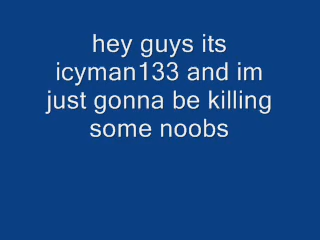 hey guys its
icyman133 and im
just gonna be killing
some noobs